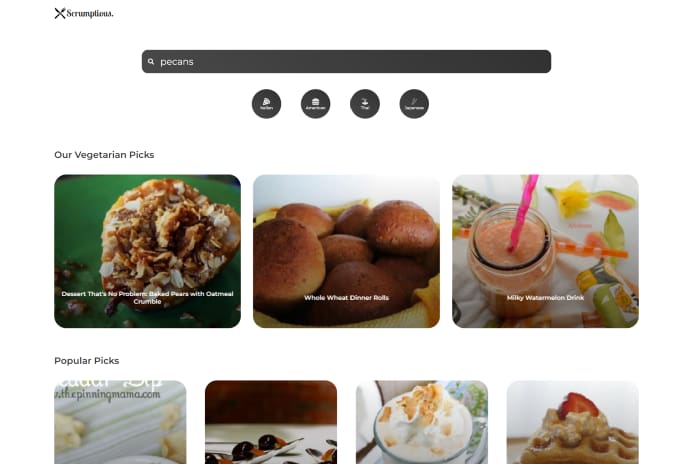 Scrumptious.
pecans
Italian
American
Thai
Japanese
Our Vegetarian Picks
Dessert That's No Problem: Baked Pears with Oatmeal
Crumble
Whole Wheat Dinner Rolls
Milky Watermelon Drink
Popular Picks
Dip
.thepinningmama.com